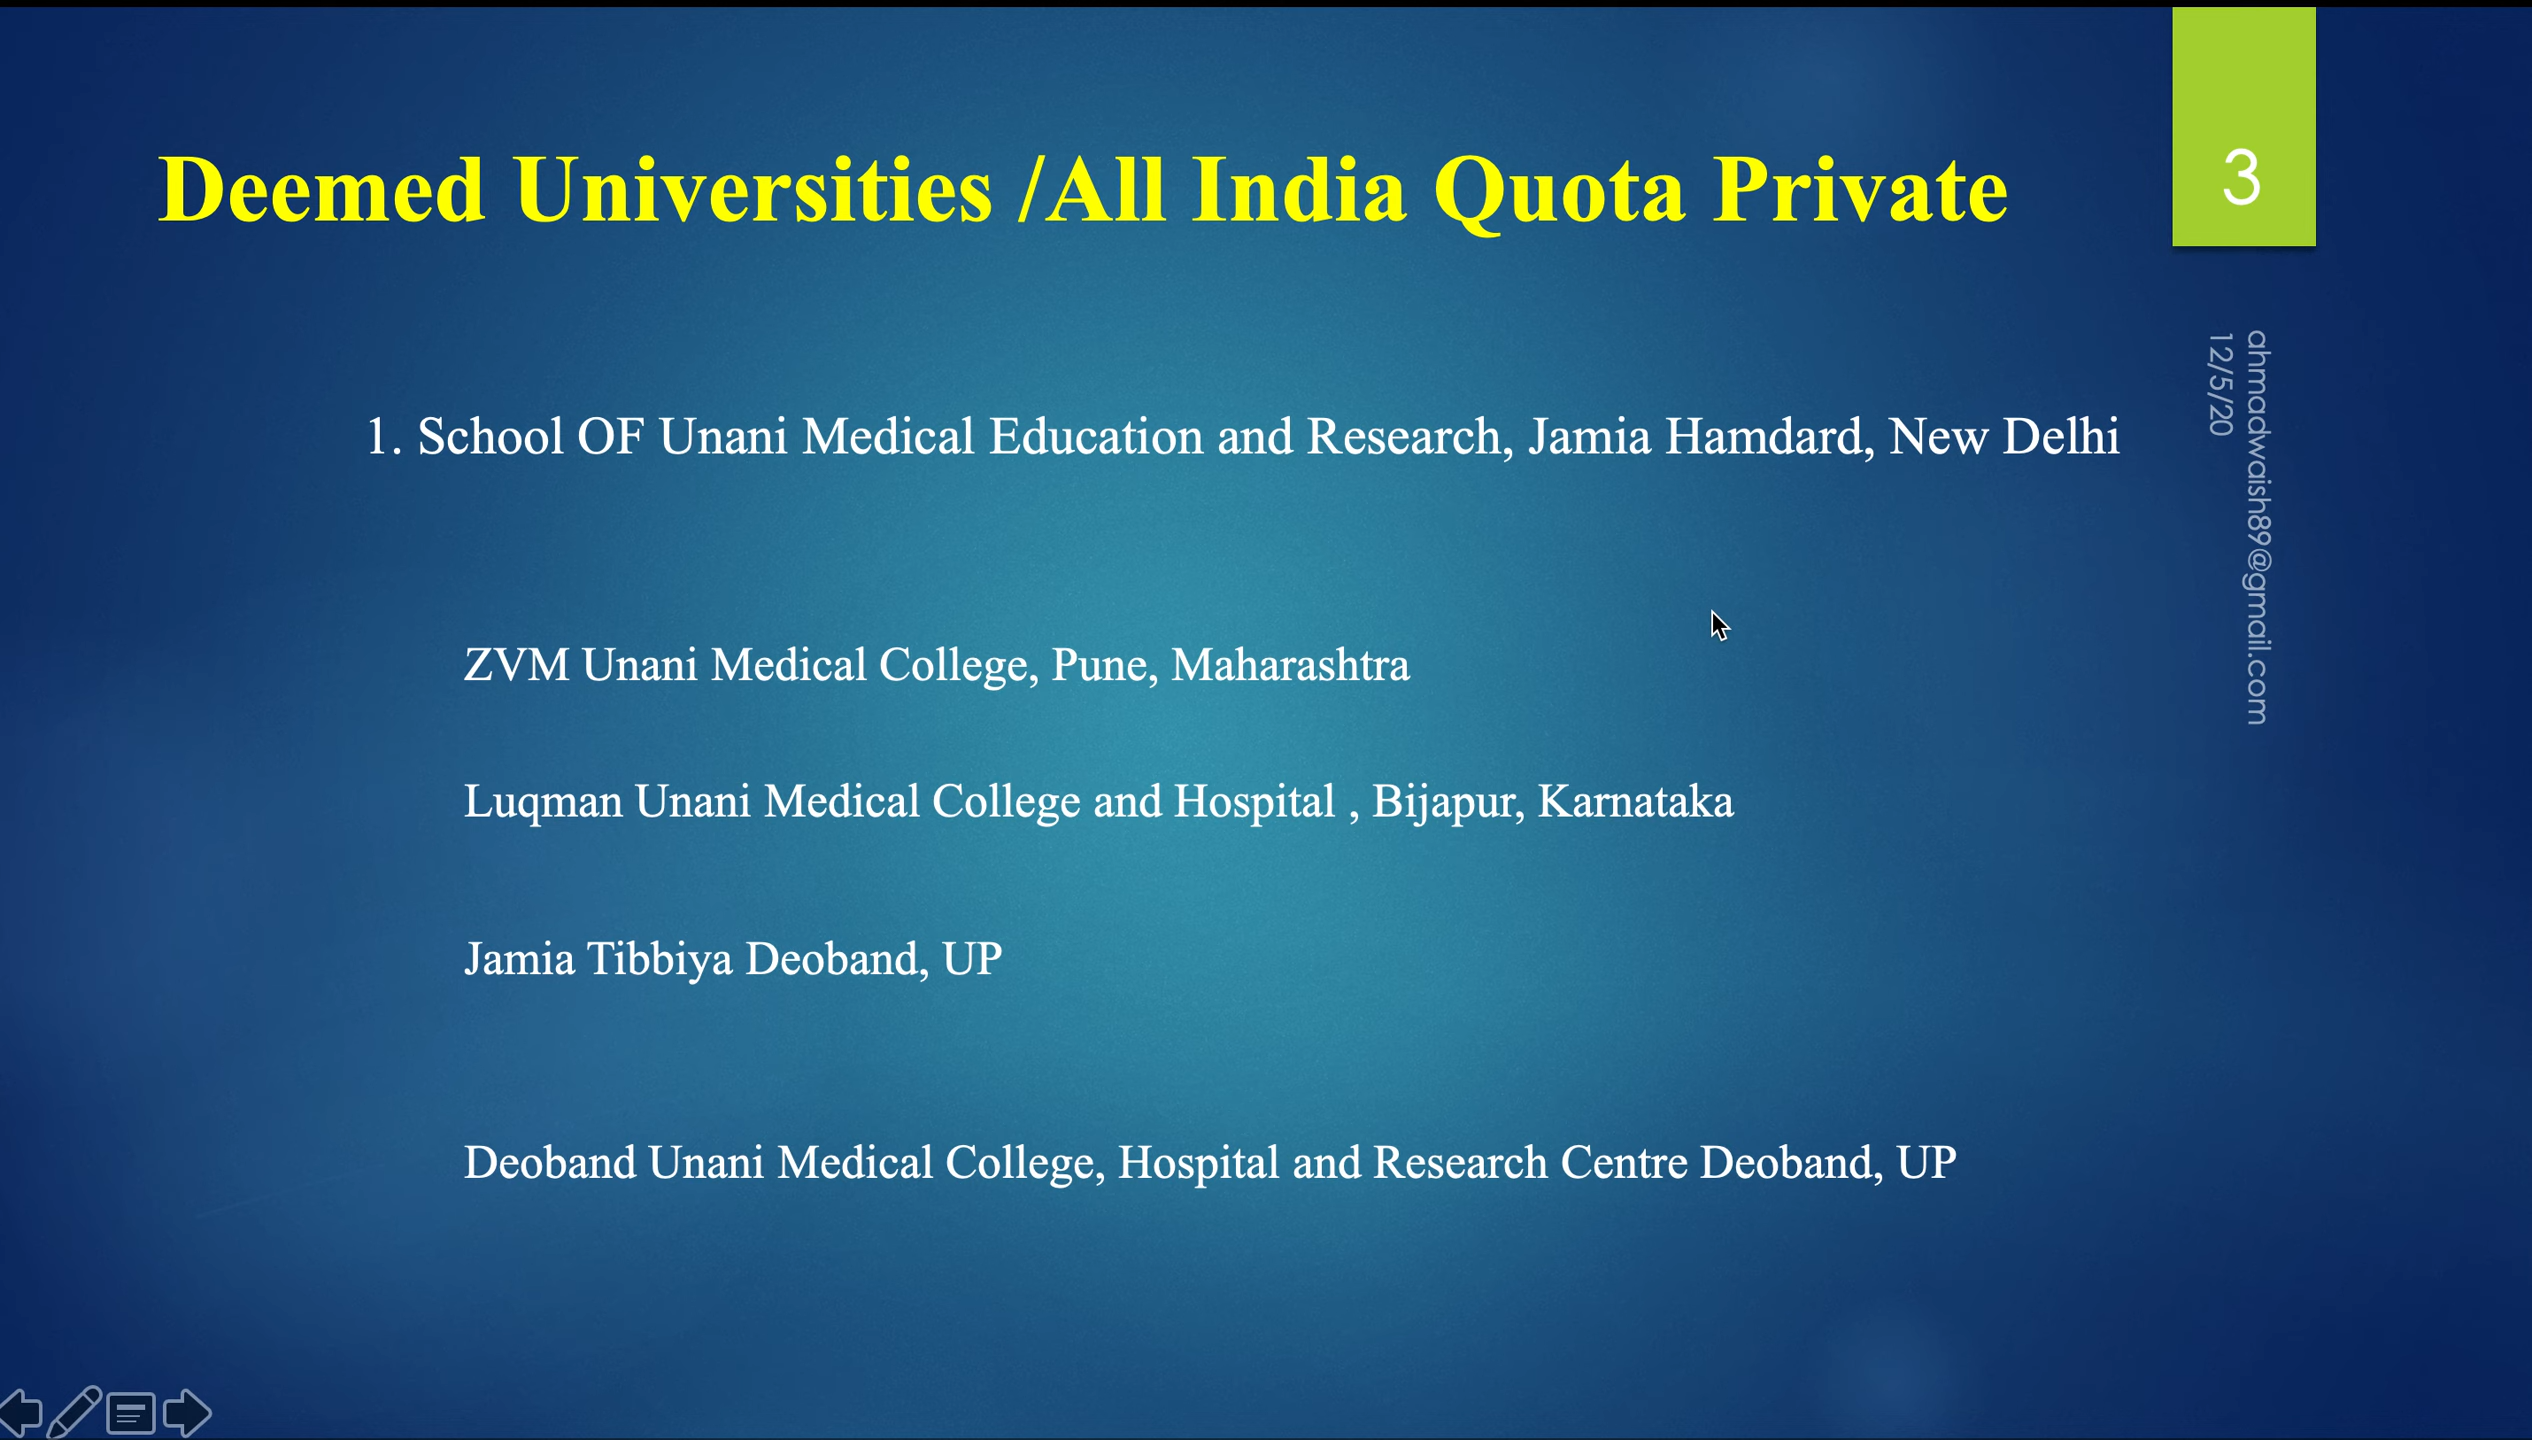 Deemed Universities /All India Quota Private
3
1. School OF Unani Medical Education and Research, Jamia Hamdard, New Delhi
ZVM Unani Medical College, Pune, Maharashtra
Luqman Unani Medical College and Hospital , Bijapur, Karnataka
Jamia Tibbiya Deoband, UP
Deoband Unani Medical College, Hospital and Research Centre Deoband, UP
ahmadwaish89@gmail.com
12/5/20